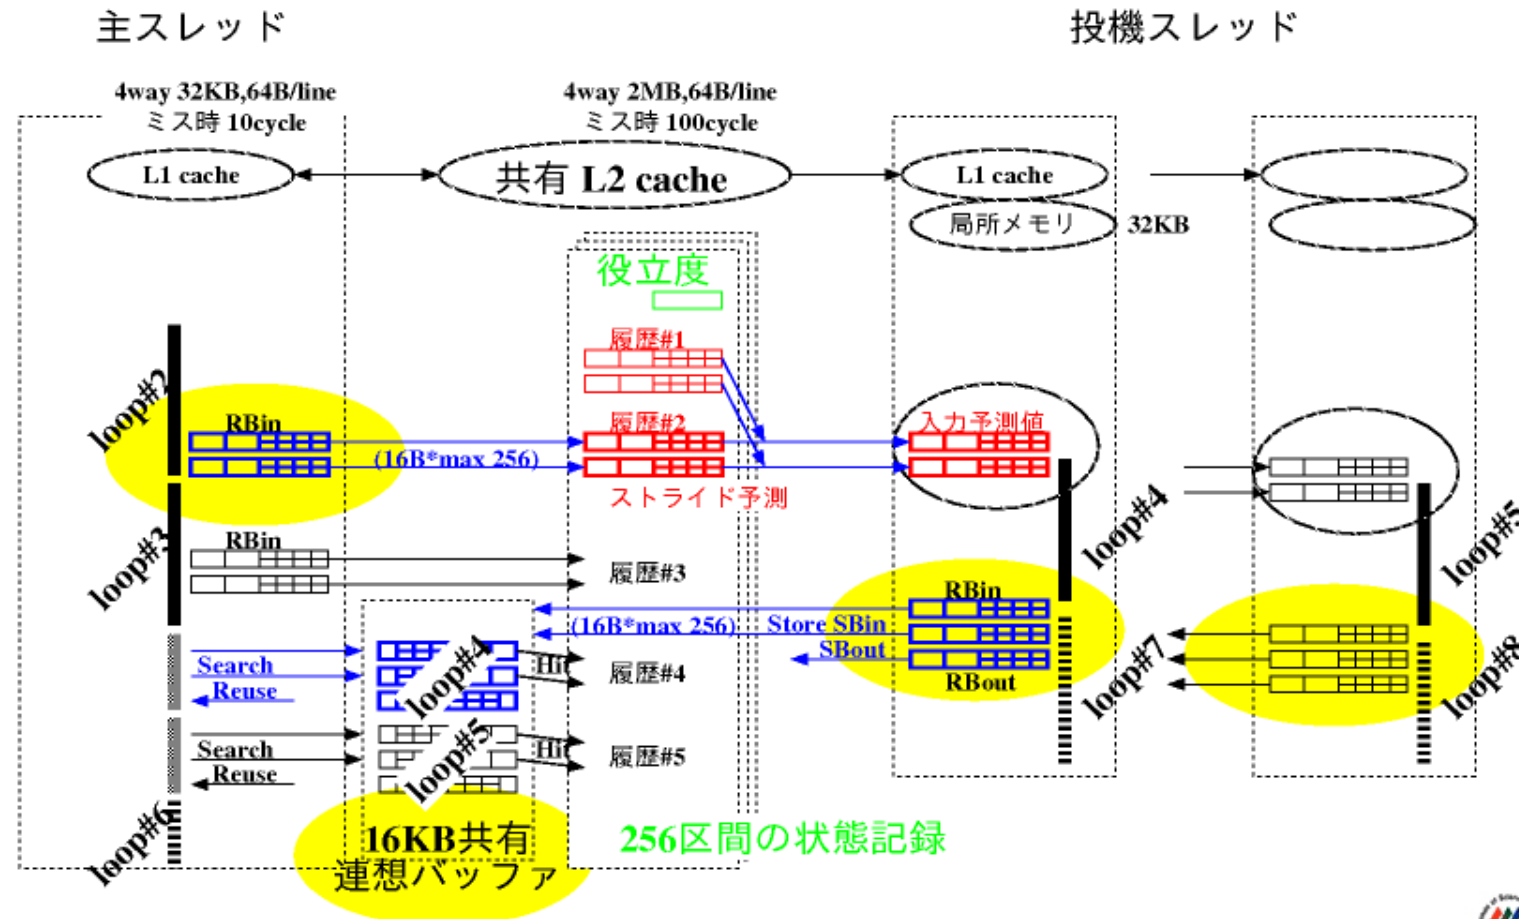 主スレッド
投機スレッド
4way 32KB,64B/line
ミス時 10cycle
4way 2MB,64B/line
ミス時 100cycle
L1 cache
共有 L2 cache
L1 cache
局所メモリ
32KB
役立度
履歴#1
loop#2
RBin
履歴#2
入力予測値
(16B*max 256)
ストライド予測
loop#3
RBin
履歴#3
loop#4
loop#5
RBin
(16B*max 256)
Store SBin
SBout
RBout
Search
Reuse
loop#4
Hit
履歴#4
loop#7
loop#8
Search
Reuse
loop#5
Hit
履歴#5
loop#6
16KB共有
連想バッファ
256区間の状態記録